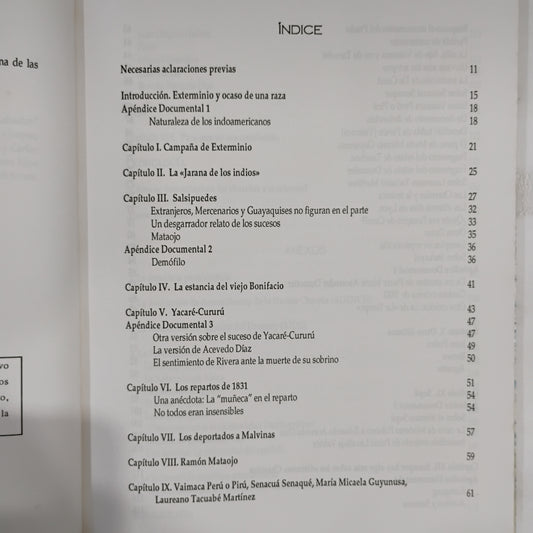 na de las
ÍNDICE
Necesarias aclaraciones previas 11
Introducción. Exterminio y ocaso de una raza 15
Apéndice Documental 1 18
Naturaleza de los indoamericanos 18
Capítulo I. Campaña de Exterminio 21
Capítulo II. La «Jarana de los indios» 25
Capítulo III. Salsipuedes 27
Extranjeros, Mercenarios y Guayaquises no figuran en el parte 32
Un desgarrador relato de los sucesos 33
Mataojo 35
Apéndice Documental 2 36
Demófilo 36
Capítulo IV. La estancia del viejo Bonifacio 41
Capítulo V. Yacaré-Cururú 43
Apéndice Documental 3 47
Otra versión sobre el suceso de Yacaré-Cururú 47
La versión de Acevedo Díaz 49
El sentimiento de Rivera ante la muerte de su sobrino 50
Capítulo VI. Los repartos de 1831 51
Una anécdota: La "muñeca" en el reparto 54
No todos eran insensibles 54
Capítulo VII. Los deportados a Malvinas 57
Capítulo VIII. Ramón Mataojo 59
Capítulo IX. Vaimaca Perú o Pirú, Senacuá Senaqué, María Micaela Guyunusa,
Laureano Tacuabé Martínez 61
vo
os
o,
la